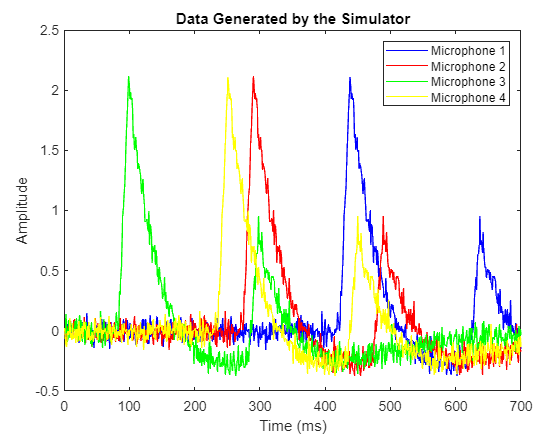 Data Generated by the Simulator
2.5
2
1.5
1
0.5
0
-0.5
Amplitude
Microphone 1
Microphone 2
Microphone 3
Microphone 4
0 100 200 300 400 500 600 700
Time (ms)